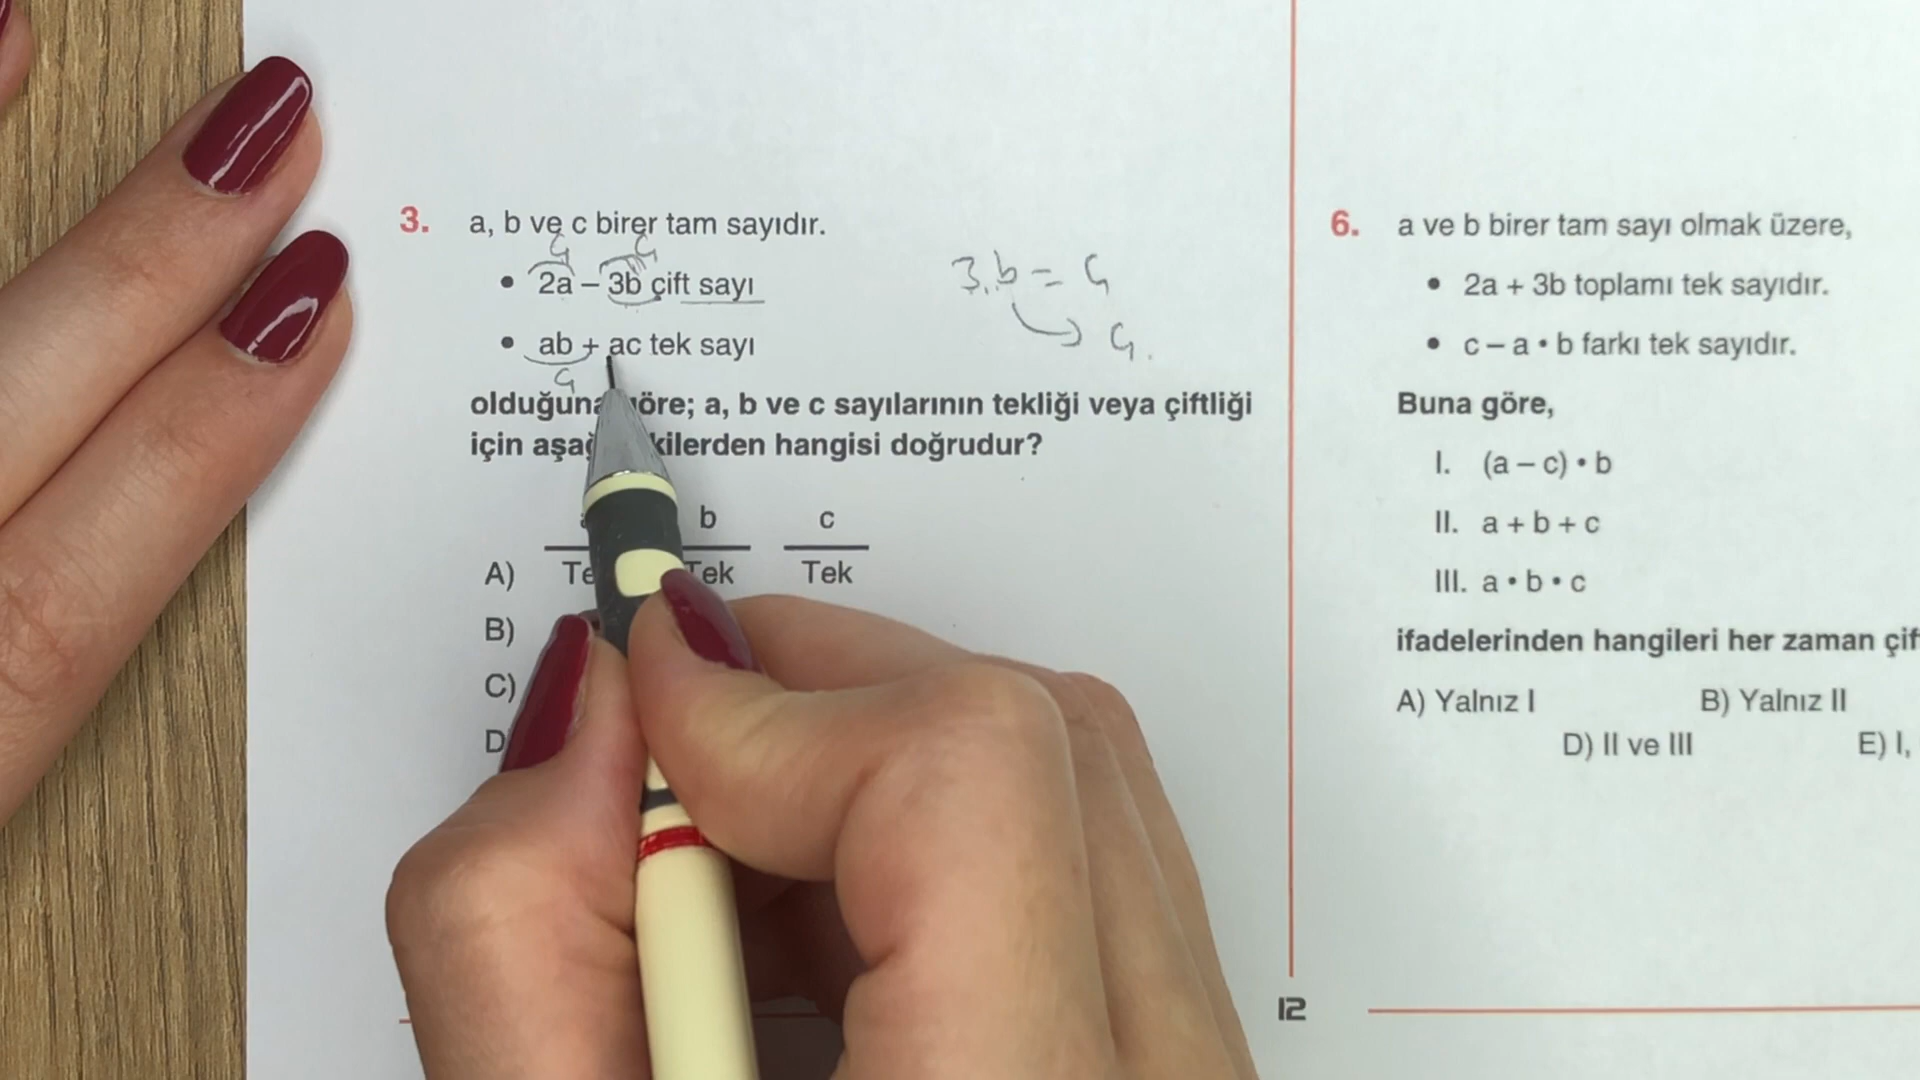 3. a, b ve c birer tam sayıdır.
Ç Ç
• 2a – 3b çift sayı
• ab + ac tek sayı
Ç
olduğuna göre; a, b ve c sayılarının tekliği veya çiftliği
için hangisi doğrudur?
b c
A) Tek Tek
B)
C)
D
3.b = Ç
Ç.
6. a ve b birer tam sayı olmak üzere,
• 2a + 3b toplamı tek sayıdır.
• c – a • b farkı tek sayıdır.
Buna göre,
I. (a – c) • b
II. a + b + c
III. a • b • c
ifadelerinden hangileri her zaman çif
A) Yalnız I B) Yalnız II
D) II ve III E) I,
12